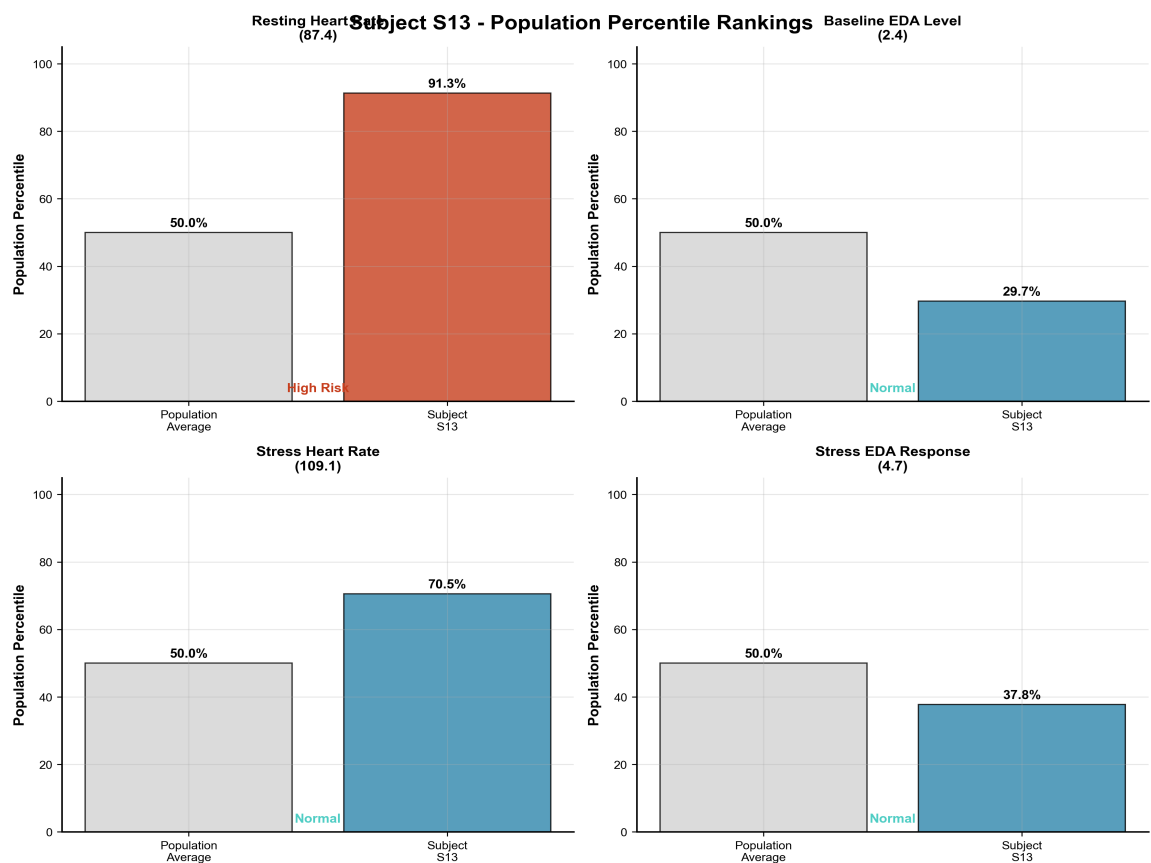 Subject S13 - Population Percentile Rankings
Resting Heart Rate
(87.4)
Population Percentile
100
80
60
40
20
0
50.0%
91.3%
High Risk
Population
Average
Subject
S13
Baseline EDA Level
(2.4)
Population Percentile
100
80
60
40
20
0
50.0%
29.7%
Normal
Population
Average
Subject
S13
Stress Heart Rate
(109.1)
Population Percentile
100
80
60
40
20
0
50.0%
70.5%
Normal
Population
Average
Subject
S13
Stress EDA Response
(4.7)
Population Percentile
100
80
60
40
20
0
50.0%
37.8%
Normal
Population
Average
Subject
S13